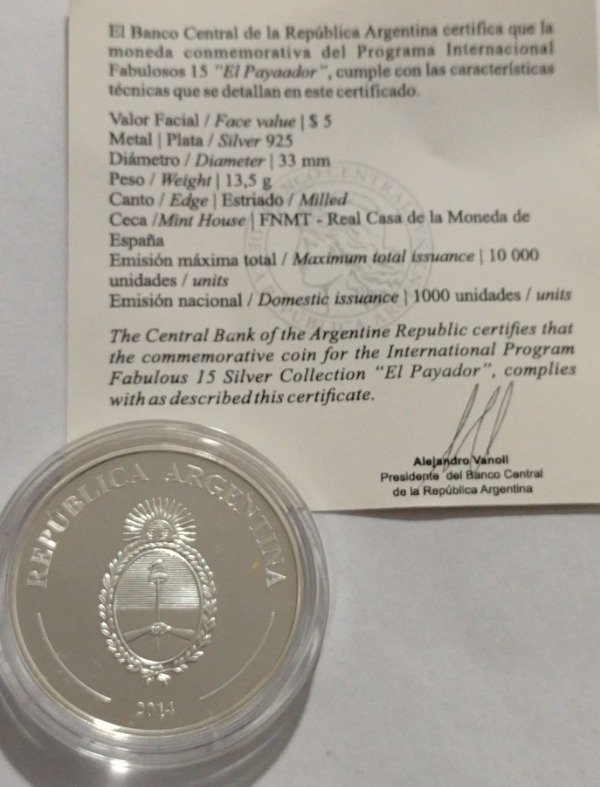 El Banco Central de la República Argentina certifica que la
moneda conmemorativa del Programa Internacional
Fabulosos 15 "El Payador", cumple con las características
técnicas que se detallan en este certificado.
Valor Facial / Face value | $ 5
Metal | Plata / Silver 925
Diámetro / Diameter | 33 mm
Peso / Weight | 13,5 g
Canto / Edge | Estriado / Milled
Ceca /Mint House | FNMT - Real Casa de la Moneda de
España
Emisión máxima total / Maximum total issuance | 10 000
unidades / units
Emisión nacional / Domestic issuance | 1000 unidades / units
The Central Bank of the Argentine Republic certifies that
the commemorative coin for the International Program
Fabulous 15 Silver Collection "El Payador", complies
with as described this certificate.
Alejandro Vanoli
Presidente del Banco Central
de la República Argentina
REPÚBLICA ARGENTINA
2014